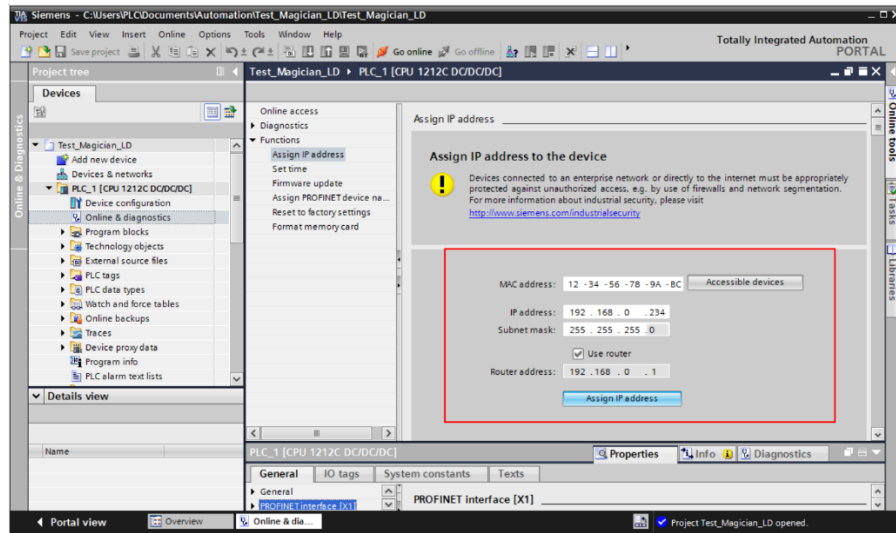 Siemens - C:\Users\PLC\Documents\Automation\Test_Magician_LD\Test_Magician_LD
Project Edit View Insert Online Options Tools Window Help
Totally Integrated Automation
PORTAL
Save project
Go online
Go offline
Project tree
Test_Magician_LD PLC_1 [CPU 1212C DC/DC/DC]
Devices
Online & Diagnostics
Test_Magician_LD
Add new device
Devices & networks
PLC_1 [CPU 1212C DC/DC/DC]
Device configuration
Online & diagnostics
Program blocks
Technology objects
External source files
PLC tags
PLC data types
Watch and force tables
Online backups
Traces
Device proxy data
Program info
PLC alarm text lists
Details view
Name
Online access
Diagnostics
Functions
Assign IP address
Set time
Firmware update
Assign PROFINET device na...
Reset to factory settings
Format memory card
Assign IP address
Assign IP address to the device
Devices connected to an enterprise network or directly to the internet must be appropriately
protected against unauthorized access, e.g. by use of firewalls and network segmentation.
For more information about industrial security, please visit
http://www.siemens.com/industrialsecurity
MAC address: 12 -34 -56 -78 -9A -BC Accessible devices
IP address: 192 . 168 . 0 .234
Subnet mask: 255 . 255 . 255 .0
Use router
Router address: 192 .168 . 0 . 1
Assign IP address
Online tools
Tasks
Libraries
PLC_1 [CPU 1212C DC/DC/DC]
Properties
Info
Diagnostics
General IO tags System constants Texts
General
PROFINET interface [X1]
PROFINET interface [X1]
Portal view
Overview
Online & dia...
Project Test_Magician_LD opened.